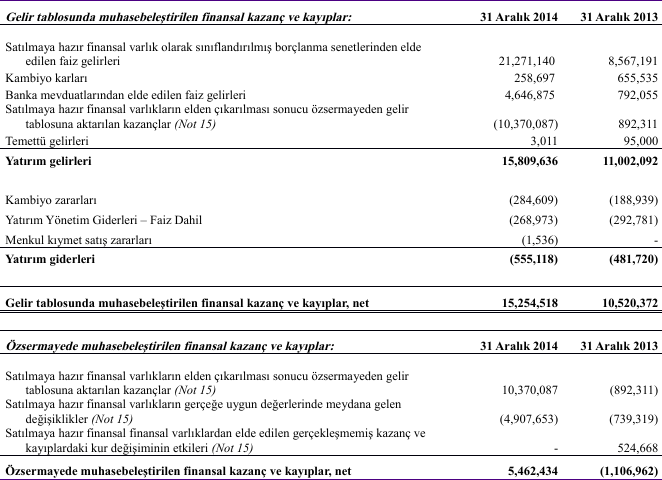 Gelir tablosunda muhasebeleştirilen finansal kazanç ve kayıplar: 31 Aralık 2014 31 Aralık 2013
Satılmaya hazır finansal varlık olarak sınıflandırılmış borçlanma senetlerinden elde
edilen faiz gelirleri 21,271,140 8,567,191
Kambiyo karları 258,697 655,535
Banka mevduatlarından elde edilen faiz gelirleri 4,646,875 792,055
Satılmaya hazır finansal varlıkların elden çıkarılması sonucu özsermayeden gelir
tablosuna aktarılan kazançlar (Not 15) (10,370,087) 892,311
Temettü gelirleri 3,011 95,000
Yatırım gelirleri 15,809,636 11,002,092
Kambiyo zararları (284,609) (188,939)
Yatırım Yönetim Giderleri – Faiz Dahil (268,973) (292,781)
Menkul kıymet satış zararları (1,536) -
Yatırım giderleri (555,118) (481,720)
Gelir tablosunda muhasebeleştirilen finansal kazanç ve kayıplar, net 15,254,518 10,520,372
Özsermayede muhasebeleştirilen finansal kazanç ve kayıplar: 31 Aralık 2014 31 Aralık 2013
Satılmaya hazır finansal varlıkların elden çıkarılması sonucu özsermayeden gelir
tablosuna aktarılan kazançlar (Not 15) 10,370,087 (892,311)
Satılmaya hazır finansal varlıkların gerçeğe uygun değerlerinde meydana gelen
değişiklikler (Not 15) (4,907,653) (739,319)
Satılmaya hazır finansal finansal varlıklardan elde edilen gerçekleşmemiş kazanç ve
kayıplardaki kur değişiminin etkileri (Not 15) - 524,668
Özsermayede muhasebeleştirilen finansal kazanç ve kayıplar, net 5,462,434 (1,106,962)